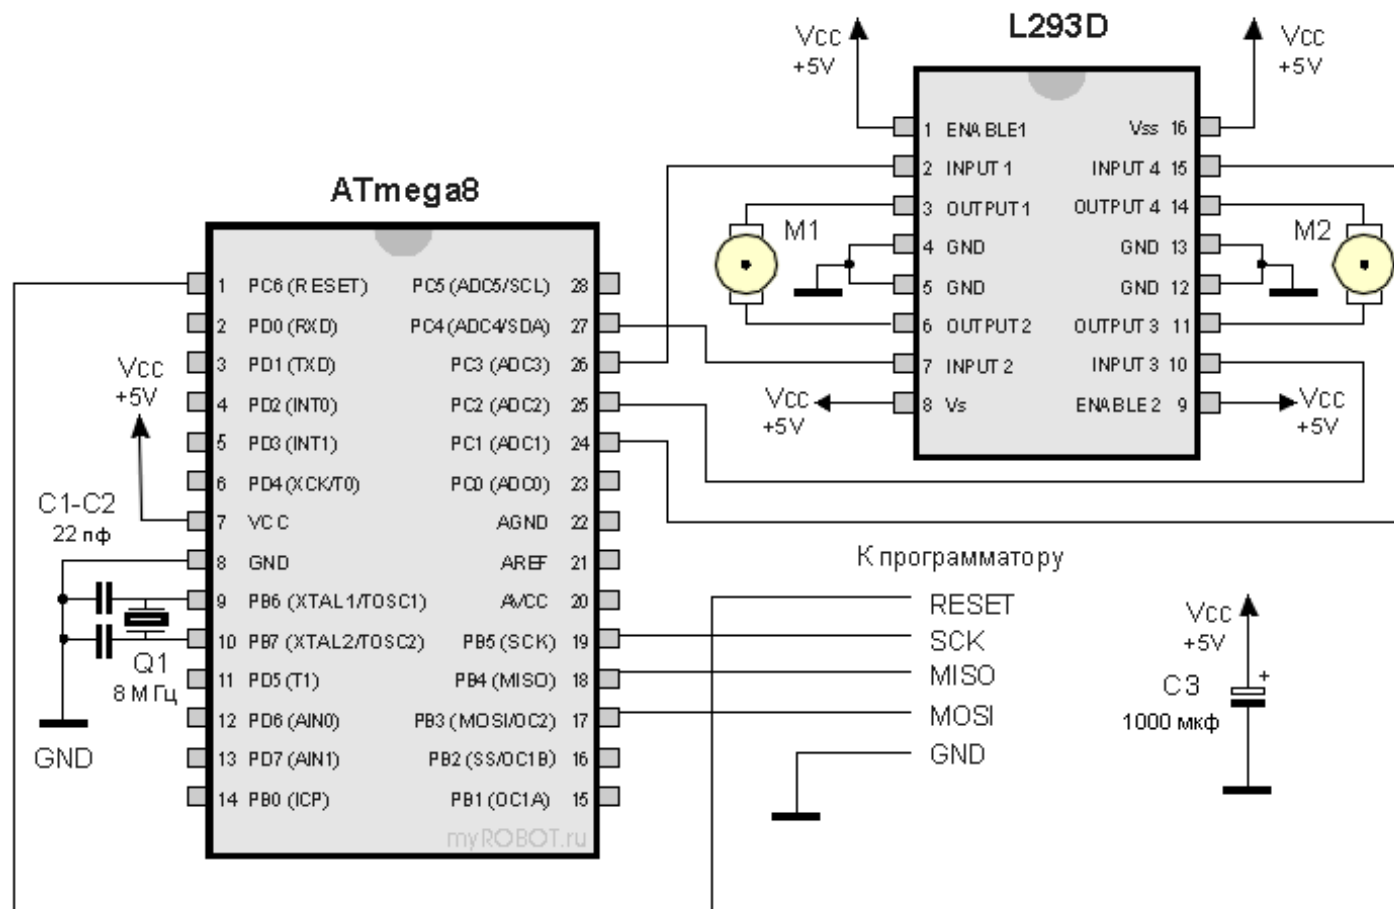 L293D
Vcc
+5V
Vcc
+5V
1 ENABLE1
Vss 16
2 INPUT 1
INPUT 4 15
3 OUTPUT 1
OUTPUT 4 14
4 GND
GND 13
5 GND
GND 12
6 OUTPUT 2
OUTPUT 3 11
7 INPUT 2
INPUT 3 10
8 Vs
ENABLE 2 9
M1
M2
Vcc
+5V
Vcc
+5V
ATmega8
1 PC6 (RESET)
PC5 (ADC5/SCL) 28
2 PD0 (RXD)
PC4 (ADC4/SDA) 27
3 PD1 (TXD)
PC3 (ADC3) 26
4 PD2 (INT0)
PC2 (ADC2) 25
5 PD3 (INT1)
PC1 (ADC1) 24
6 PD4 (XCK/T0)
PC0 (ADC0) 23
7 VCC
AGND 22
8 GND
AREF 21
9 PB6 (XTAL1/TOSC1)
AVCC 20
10 PB7 (XTAL2/TOSC2)
PB5 (SCK) 19
11 PD5 (T1)
PB4 (MISO) 18
12 PD6 (AIN0)
PB3 (MOSI/OC2) 17
13 PD7 (AIN1)
PB2 (SS/OC1B) 16
14 PB0 (ICP)
PB1 (OC1A) 15
myROBOT.ru
Vcc
+5V
C1-C2
22 пф
Q1
8 МГц
GND
К программатору
RESET
SCK
MISO
MOSI
GND
Vcc
+5V
C3
+
1000 мкф